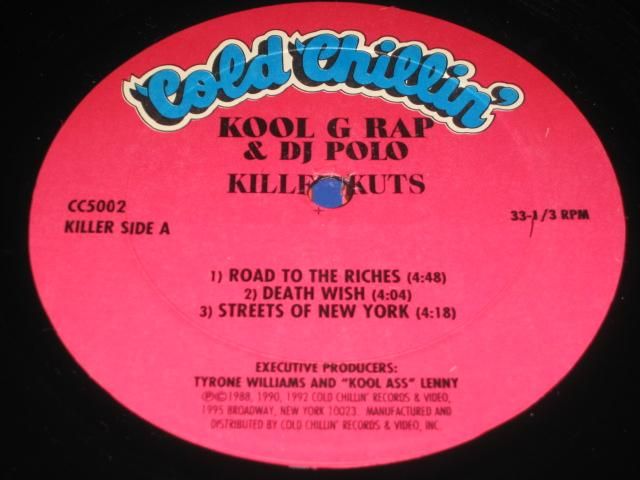 'Cold Chillin'
KOOL G RAP
& DJ POLO
KILLER KUTS
CC5002
KILLER SIDE A
33-1/3 RPM
1) ROAD TO THE RICHES (4:48)
2) DEATH WISH (4:04)
3) STREETS OF NEW YORK (4:18)
EXECUTIVE PRODUCERS:
TYRONE WILLIAMS AND "KOOL ASS" LENNY
℗©1988, 1990, 1992 COLD CHILLIN' RECORDS & VIDEO,
1995 BROADWAY, NEW YORK 10023. MANUFACTURED AND
DISTRIBUTED BY COLD CHILLIN' RECORDS & VIDEO, INC.